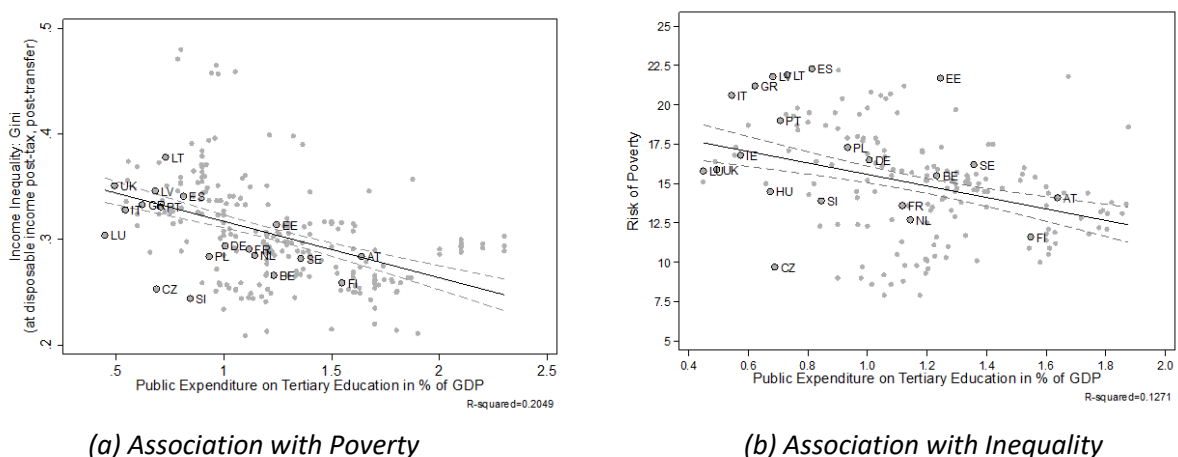 (a)
.5
.4
.3
.2
Income Inequality: Gini
(at disposable income post-tax, post-transfer)
LT
UK
LV
ES
IT
GR
PT
LU
EE
DE
FR
PL
NL
SE
AT
BE
FI
CZ
SI
.5
1
1.5
2
2.5
Public Expenditure on Tertiary Education in % of GDP
R-squared=0.2049
(a) Association with Poverty
(b)
25
22.5
20
17.5
15
12.5
10
7.5
5
Risk of Poverty
LV
LT
ES
EE
GR
IT
PT
PL
IE
DE
SE
LU
UK
BE
HU
SI
FR
AT
NL
FI
CZ
0.4
0.6
0.8
1.0
1.2
1.4
1.6
1.8
2.0
Public Expenditure on Tertiary Education in % of GDP
R-squared=0.1271
(b) Association with Inequality